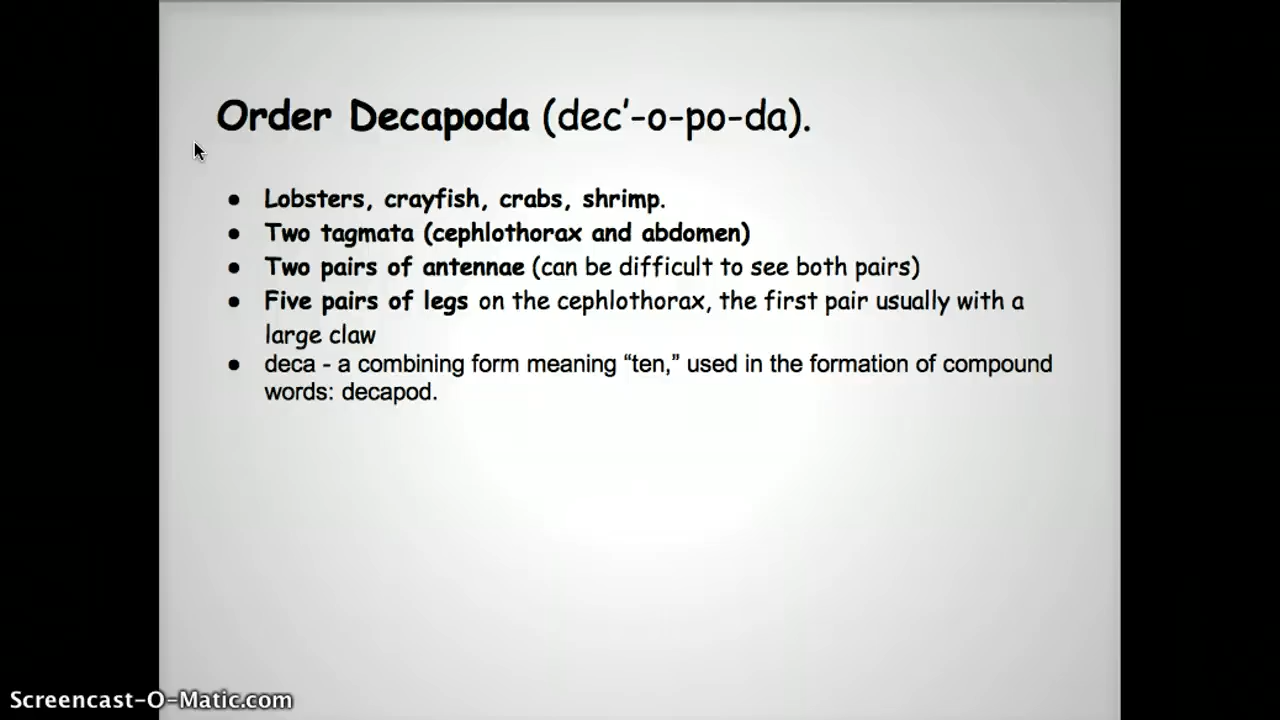 Order Decapoda (dec’-o-po-da).
● Lobsters, crayfish, crabs, shrimp.
● Two tagmata (cephlothorax and abdomen)
● Two pairs of antennae (can be difficult to see both pairs)
● Five pairs of legs on the cephlothorax, the first pair usually with a
large claw
● deca - a combining form meaning “ten,” used in the formation of compound
words: decapod.
Screencast-O-Matic.com